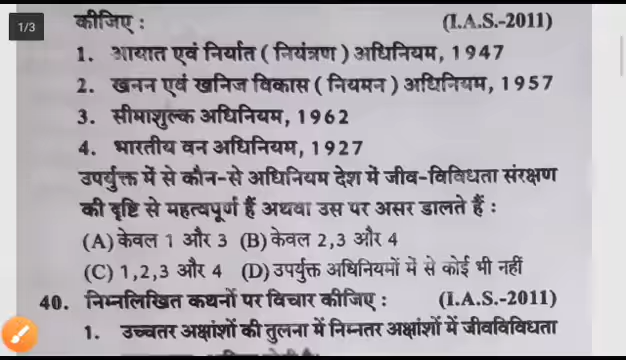 1/3
कीजिए : (I.A.S.-2011)
1. आयात एवं निर्यात ( नियंत्रण ) अधिनियम, 1947
2. खनन एवं खनिज विकास ( नियमन ) अधिनियम, 1957
3. सीमाशुल्क अधिनियम, 1962
4. भारतीय वन अधिनियम, 1927
उपर्युक्त में से कौन-से अधिनियम देश में जीव-विविधता संरक्षण
की दृष्टि से महत्वपूर्ण हैं अथवा उस पर असर डालते हैं :
(A) केवल 1 और 3 (B) केवल 2,3 और 4
(C) 1,2,3 और 4 (D) उपर्युक्त अधिनियमों में से कोई भी नहीं
40. निम्नलिखित कथनों पर विचार कीजिए : (I.A.S.-2011)
1. उच्चतर अक्षांशों की तुलना में निम्नतर अक्षांशों में जीवविविधता